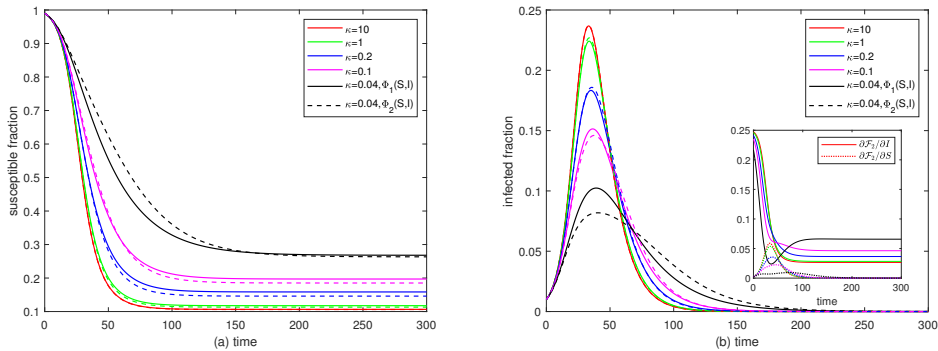 1
0.9
0.8
0.7
0.6
0.5
0.4
0.3
0.2
0.1
susceptible fraction
κ=10
κ=1
κ=0.2
κ=0.1
κ=0.04,Φ₁(S,I)
κ=0.04,Φ₂(S,I)
0 50 100 150 200 250 300
(a) time
0.25
0.2
0.15
0.1
0.05
0
infected fraction
κ=10
κ=1
κ=0.2
κ=0.1
κ=0.04,Φ₁(S,I)
κ=0.04,Φ₂(S,I)
0.25
0.2
0.15
0.1
0.05
0
∂𝓕₂/∂I
∂𝓕₂/∂S
0 100 200 300
time
0 50 100 150 200 250 300
(b) time